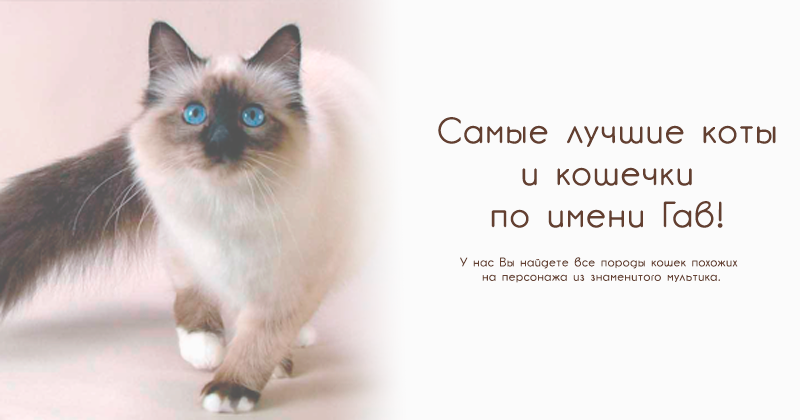 Самые лучшие коты
и кошечки
по имени Гав!
У нас Вы найдете все породы кошек похожих
на персонажа из знаменитого мультика.